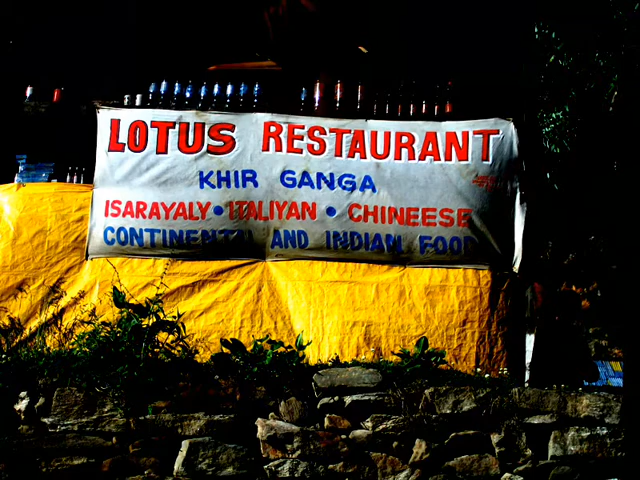 LOTUS RESTAURANT
KHIR GANGA
ISARAYALY • ITALIYAN • CHINEESE
CONTINENTAL AND INDIAN FOOD